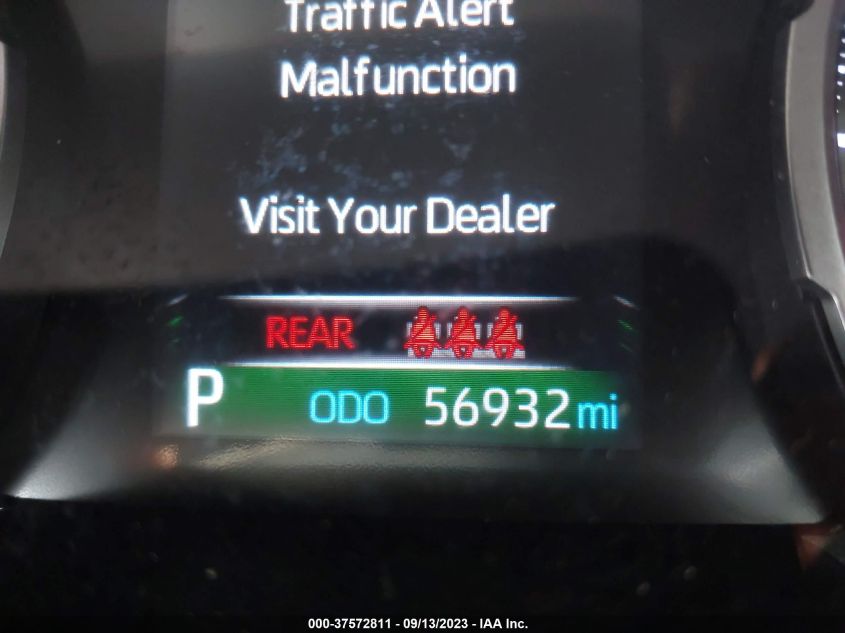 Traffic Alert
Malfunction
Visit Your Dealer
REAR
P ODO 56932 mi
000-37572811 - 09/13/2023 - IAA Inc.